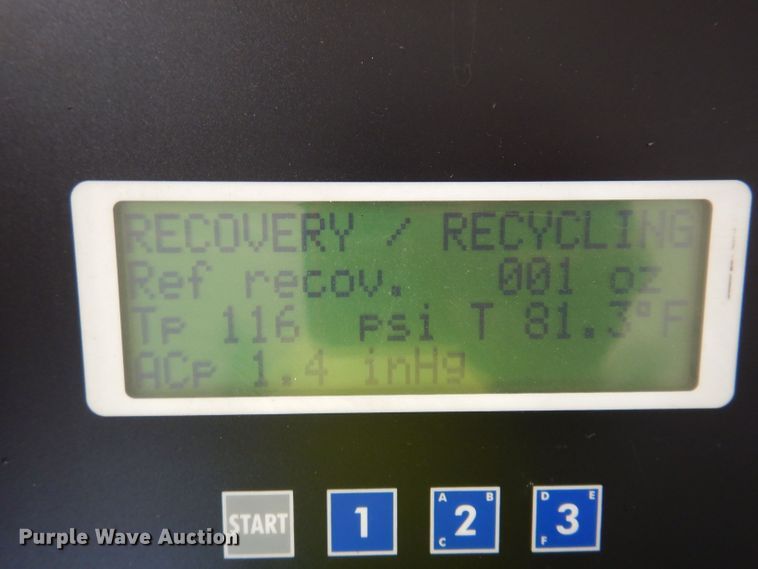 RECOVERY / RECYCLING
Ref recov. 001 oz
Tp 116 psi T 81.3°F
ACp 1.4 inHg
START 1 A B 2 C D E 3 F
Purple Wave Auction